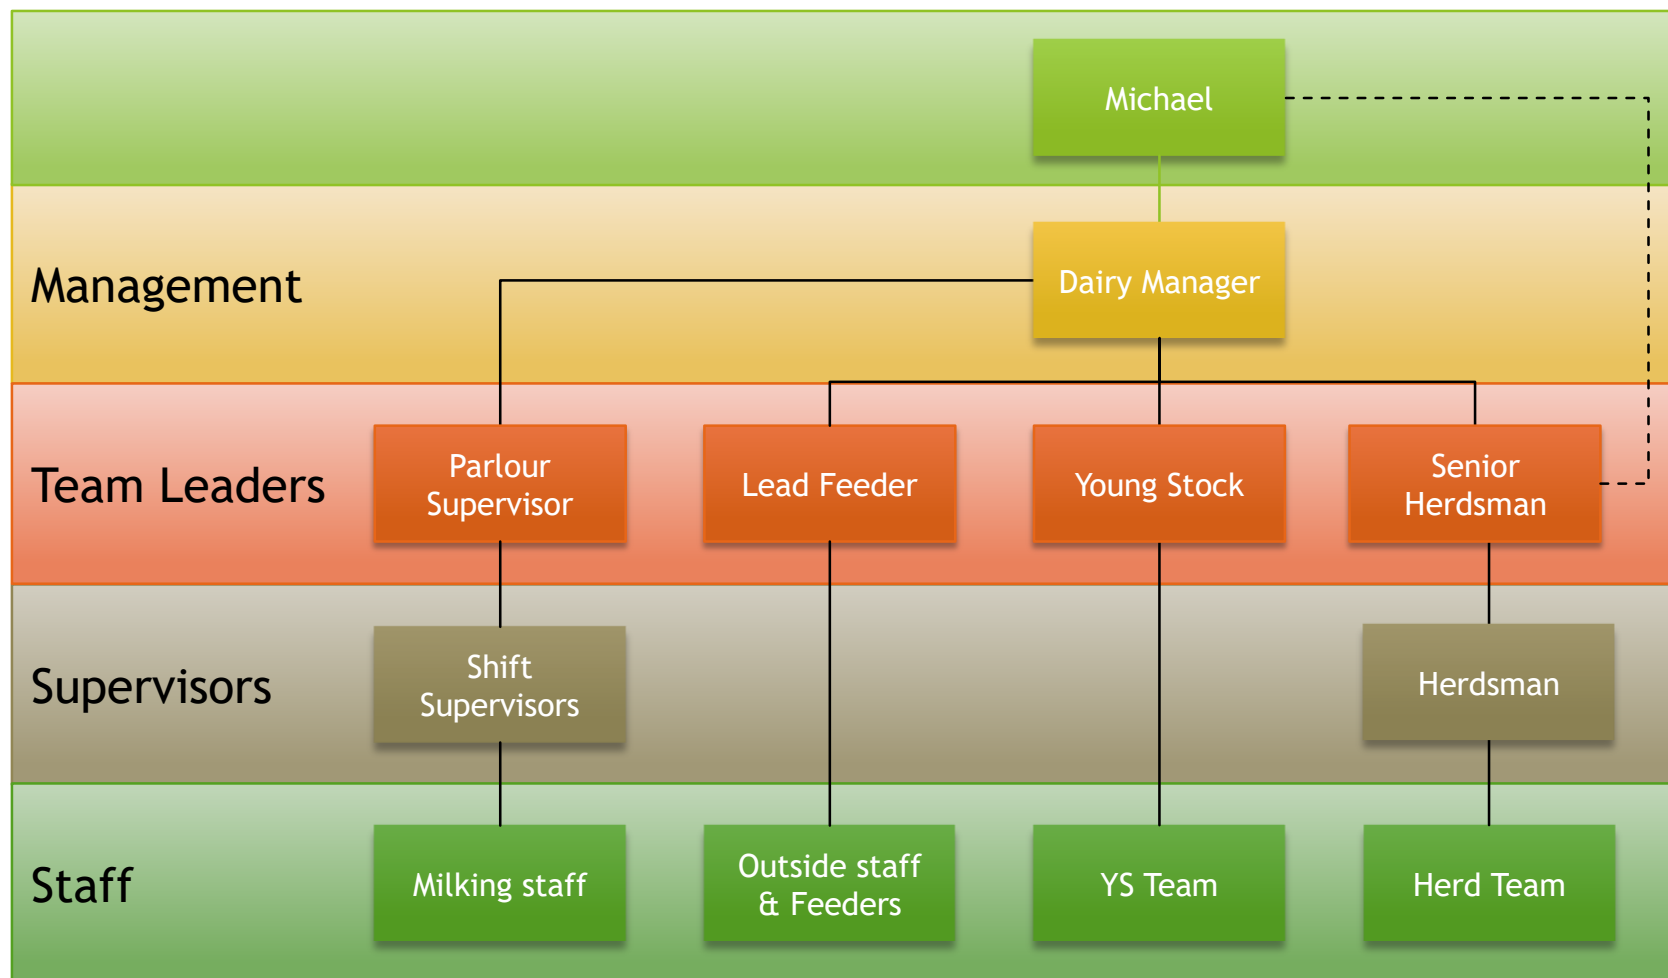 Michael
Management
Dairy Manager
Team Leaders
Parlour
Supervisor
Lead Feeder
Young Stock
Senior
Herdsman
Supervisors
Shift
Supervisors
Herdsman
Staff
Milking staff
Outside staff
& Feeders
YS Team
Herd Team